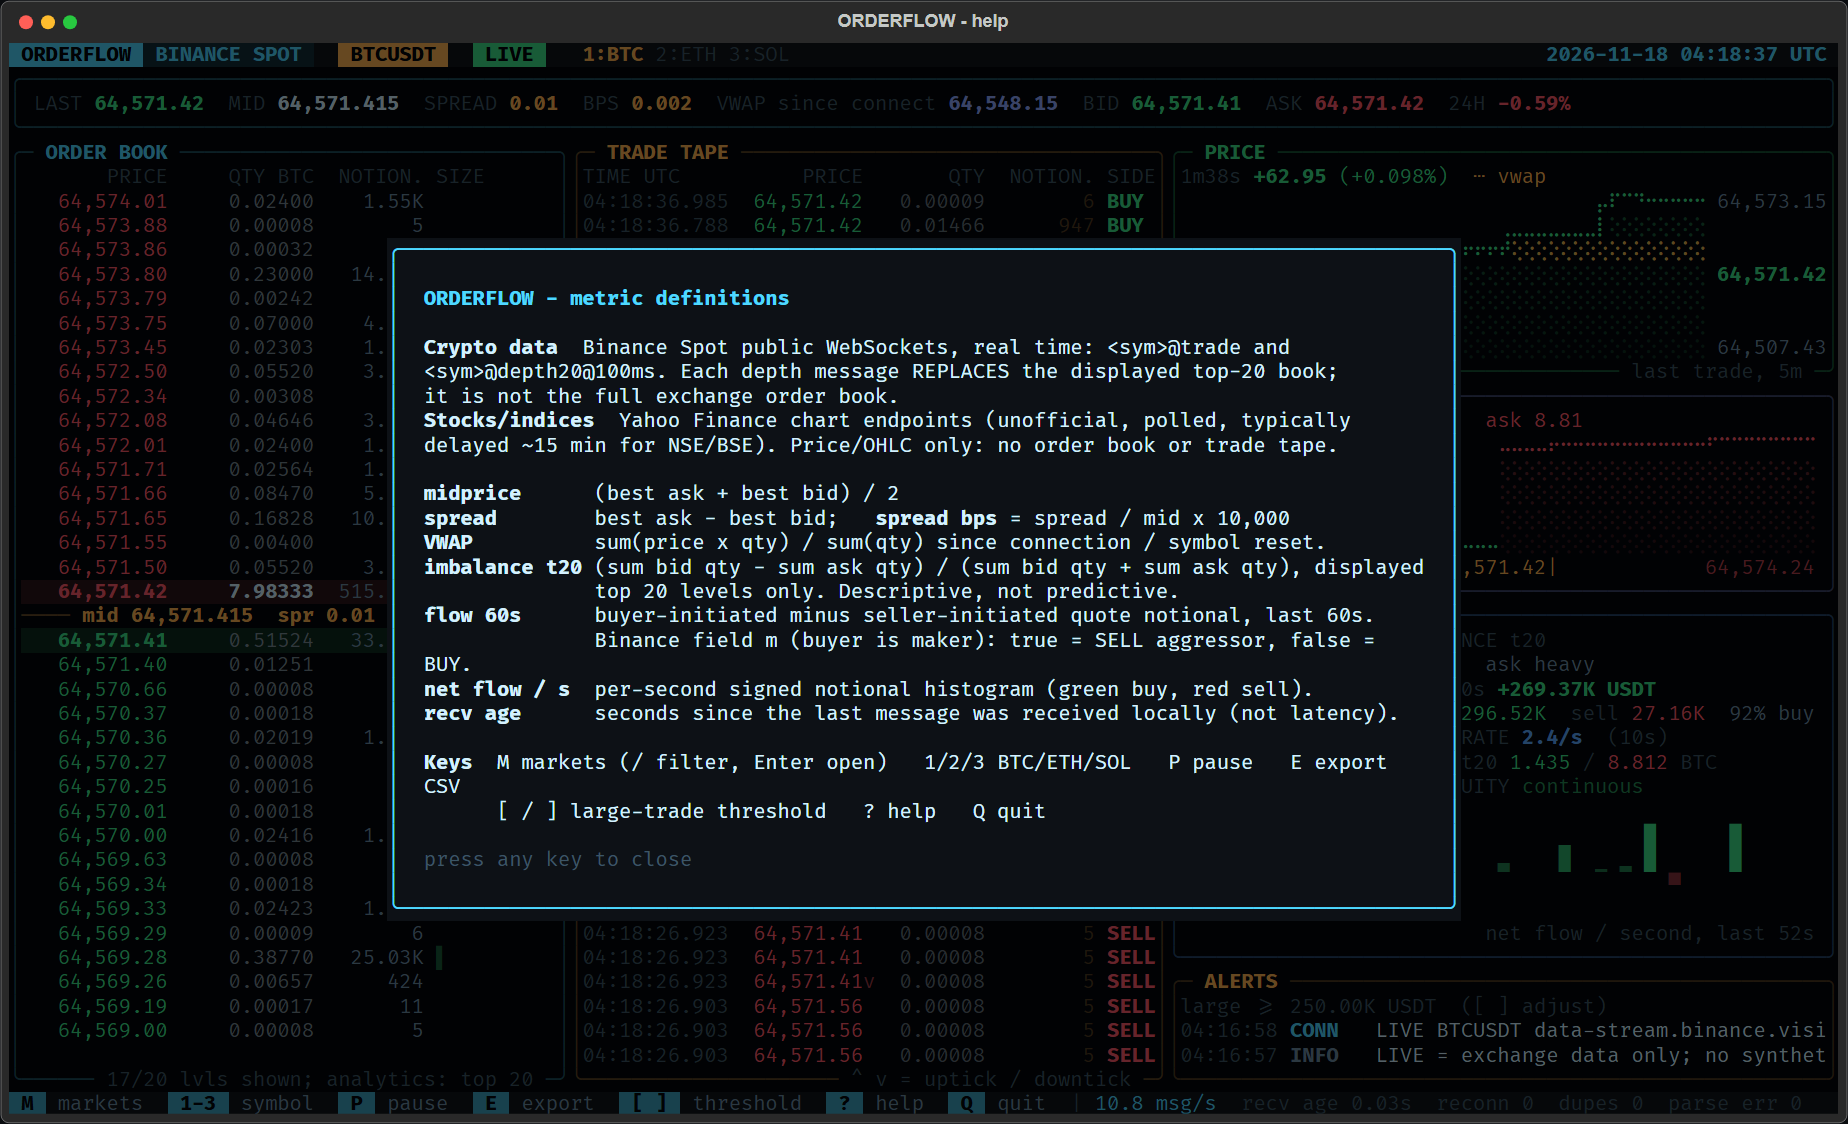 ORDERFLOW - help
ORDERFLOW BINANCE SPOT BTCUSDT LIVE 1:BTC 2:ETH 3:SOL 2026-11-18 04:18:37 UTC
LAST 64,571.42 MID 64,571.415 SPREAD 0.01 BPS 0.002 VWAP since connect 64,548.15 BID 64,571.41 ASK 64,571.42 24H -0.59%
ORDER BOOK
PRICE QTY BTC NOTION. SIZE
64,574.01 0.02400 1.55K
64,573.88 0.00008 5
64,573.86 0.00032
64,573.80 0.23000 14.
64,573.79 0.00242
64,573.75 0.07000 4.
64,573.45 0.02303 1.
64,572.50 0.05520 3.
64,572.34 0.00308
64,572.08 0.04646 3.
64,572.01 0.02400 1.
64,571.71 0.02564 1.
64,571.66 0.08470 5.
64,571.65 0.16828 10.
64,571.55 0.00400
64,571.50 0.05520 3.
64,571.42 7.98333 515.
mid 64,571.415 spr 0.01
64,571.41 0.51524 33.
64,571.40 0.01251
64,570.66 0.00008
64,570.37 0.00018
64,570.36 0.02019 1.
64,570.27 0.00008
64,570.25 0.00016
64,570.01 0.00018
64,570.00 0.02416 1.
64,569.63 0.00008
64,569.34 0.00018
64,569.33 0.02423 1.
64,569.29 0.00009 6
64,569.28 0.38770 25.03K
64,569.26 0.00657 424
64,569.19 0.00017 11
64,569.00 0.00008 5
17/20 lvls shown; analytics: top 20
TRADE TAPE
TIME UTC PRICE QTY NOTION. SIDE
04:18:36.985 64,571.42 0.00009 6 BUY
04:18:36.788 64,571.42 0.01466 947 BUY
ORDERFLOW - metric definitions
Crypto data Binance Spot public WebSockets, real time: <sym>@trade and
<sym>@depth20@100ms. Each depth message REPLACES the displayed top-20 book;
it is not the full exchange order book.
Stocks/indices Yahoo Finance chart endpoints (unofficial, polled, typically
delayed ~15 min for NSE/BSE). Price/OHLC only: no order book or trade tape.
midprice (best ask + best bid) / 2
spread best ask - best bid; spread bps = spread / mid x 10,000
VWAP sum(price x qty) / sum(qty) since connection / symbol reset.
imbalance t20 (sum bid qty - sum ask qty) / (sum bid qty + sum ask qty), displayed
top 20 levels only. Descriptive, not predictive.
flow 60s buyer-initiated minus seller-initiated quote notional, last 60s.
Binance field m (buyer is maker): true = SELL aggressor, false =
BUY.
net flow / s per-second signed notional histogram (green buy, red sell).
recv age seconds since the last message was received locally (not latency).
Keys M markets (/ filter, Enter open) 1/2/3 BTC/ETH/SOL P pause E export
CSV
[ / ] large-trade threshold ? help Q quit
press any key to close
04:18:26.923 64,571.41 0.00008 5 SELL
04:18:26.923 64,571.41 0.00008 5 SELL
04:18:26.923 64,571.41v 0.00008 5 SELL
04:18:26.903 64,571.56 0.00008 5 SELL
04:18:26.903 64,571.56 0.00008 5 SELL
04:18:26.903 64,571.56 0.00008 5 SELL
^ v = uptick / downtick
PRICE
1m38s +62.95 (+0.098%) vwap
64,573.15
64,571.42
64,507.43
last trade, 5m
ask 8.81
,571.42| 64,574.24
NCE t20
ask heavy
0s +269.37K USDT
296.52K sell 27.16K 92% buy
RATE 2.4/s (10s)
t20 1.435 / 8.812 BTC
UITY continuous
net flow / second, last 52s
ALERTS
large ≥ 250.00K USDT ([ ] adjust)
04:16:58 CONN LIVE BTCUSDT data-stream.binance.visi
04:16:57 INFO LIVE = exchange data only; no synthet
M markets 1-3 symbol P pause E export [ ] threshold ? help Q quit | 10.8 msg/s recv age 0.03s reconn 0 dupes 0 parse err 0